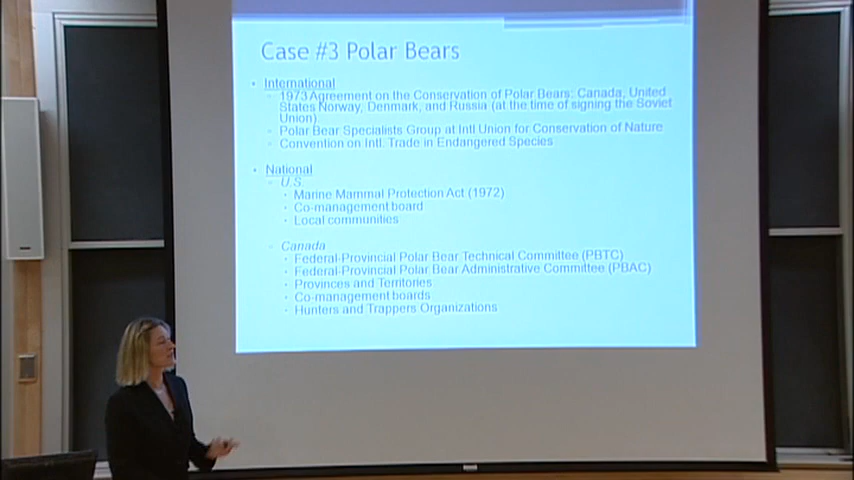 Case #3 Polar Bears
• International
▫ 1973 Agreement on the Conservation of Polar Bears: Canada, United
States Norway, Denmark, and Russia (at the time of signing the Soviet
Union)
▫ Polar Bear Specialists Group at Intl Union for Conservation of Nature
▫ Convention on Intl. Trade in Endangered Species
• National
▫ U.S.
• Marine Mammal Protection Act (1972)
• Co-management board
• Local communities
▫ Canada
• Federal-Provincial Polar Bear Technical Committee (PBTC)
• Federal-Provincial Polar Bear Administrative Committee (PBAC)
• Provinces and Territories
• Co-management boards
• Hunters and Trappers Organizations